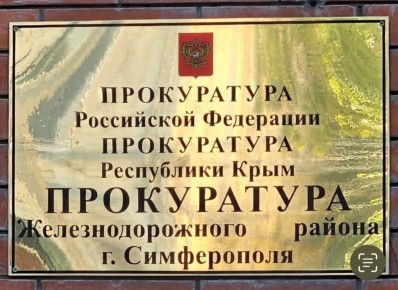 ПРОКУРАТУРА
Российской Федерации
ПРОКУРАТУРА
Республики Крым
ПРОКУРАТУРА
Железнодорожного района
г. Симферополя